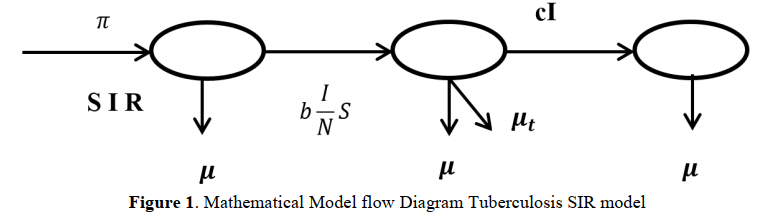 π
cI
S I R
b I/N S
μ_t
μ μ μ
Figure 1. Mathematical Model flow Diagram Tuberculosis SIR model